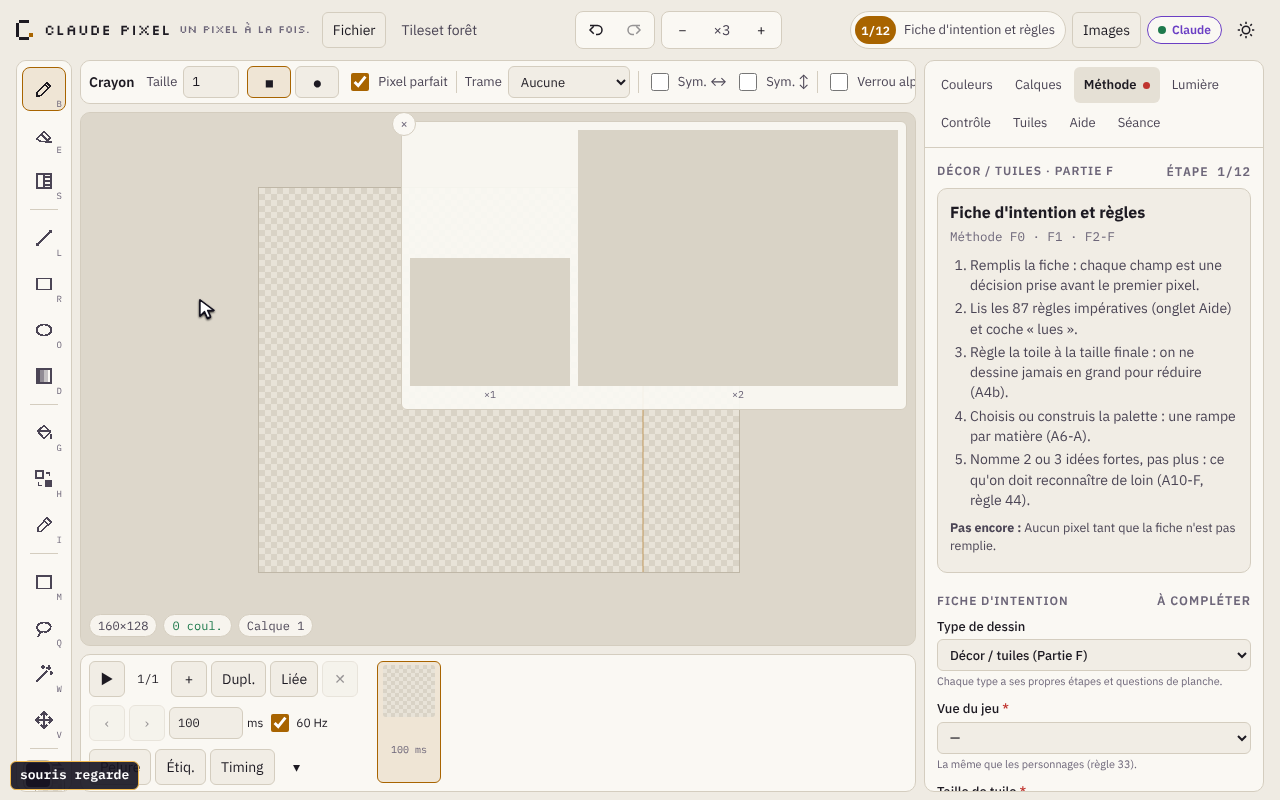 CLAUDE PIXEL UN PIXEL À LA FOIS. Fichier Tileset forêt − ×3 + 1/12 Fiche d'intention et règles Images Claude
Crayon Taille 1 ■ ● Pixel parfait Trame Aucune Sym. ↔ Sym. ↕ Verrou alp
B
E
S
L
R
O
D
G
H
I
M
Q
W
V
×
×1 ×2
160×128 0 coul. Calque 1
▶ 1/1 + Dupl. Liée ✕
‹ › 100 ms 60 Hz
Étiq. Timing ▼
100 ms
souris regarde
Couleurs Calques Méthode Lumière
Contrôle Tuiles Aide Séance
DÉCOR / TUILES · PARTIE F ÉTAPE 1/12
Fiche d'intention et règles
Méthode F0 · F1 · F2-F
1. Remplis la fiche : chaque champ est une
décision prise avant le premier pixel.
2. Lis les 87 règles impératives (onglet Aide)
et coche « lues ».
3. Règle la toile à la taille finale : on ne
dessine jamais en grand pour réduire
(A4b).
4. Choisis ou construis la palette : une rampe
par matière (A6-A).
5. Nomme 2 ou 3 idées fortes, pas plus : ce
qu'on doit reconnaître de loin (A10-F,
règle 44).
Pas encore : Aucun pixel tant que la fiche n'est pas
remplie.
FICHE D'INTENTION À COMPLÉTER
Type de dessin
Décor / tuiles (Partie F)
Chaque type a ses propres étapes et questions de planche.
Vue du jeu *
—
La même que les personnages (règle 33).
Taille de tuile *